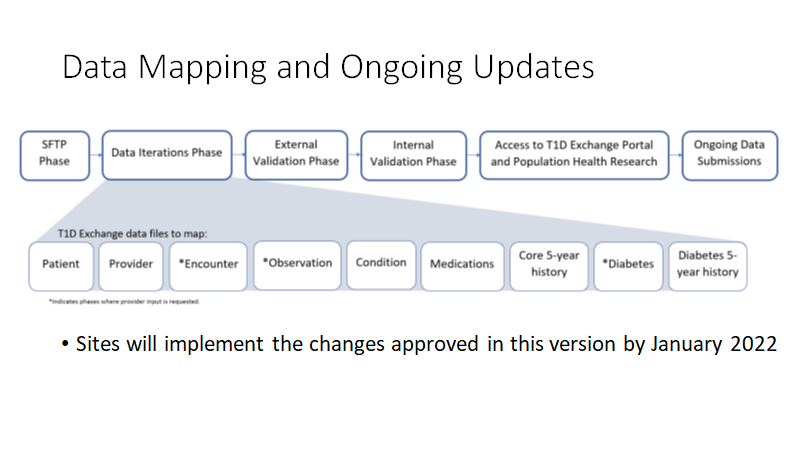 Data Mapping and Ongoing Updates
SFTP
Phase
Data Iterations Phase
External
Validation Phase
Internal
Validation Phase
Access to T1D Exchange Portal
and Population Health Research
Ongoing Data
Submissions
T1D Exchange data files to map:
Patient
Provider
*Encounter
*Observation
Condition
Medications
Core 5-year
history
*Diabetes
Diabetes 5-
year history
*Indicates phases where provider input is requested.
• Sites will implement the changes approved in this version by January 2022